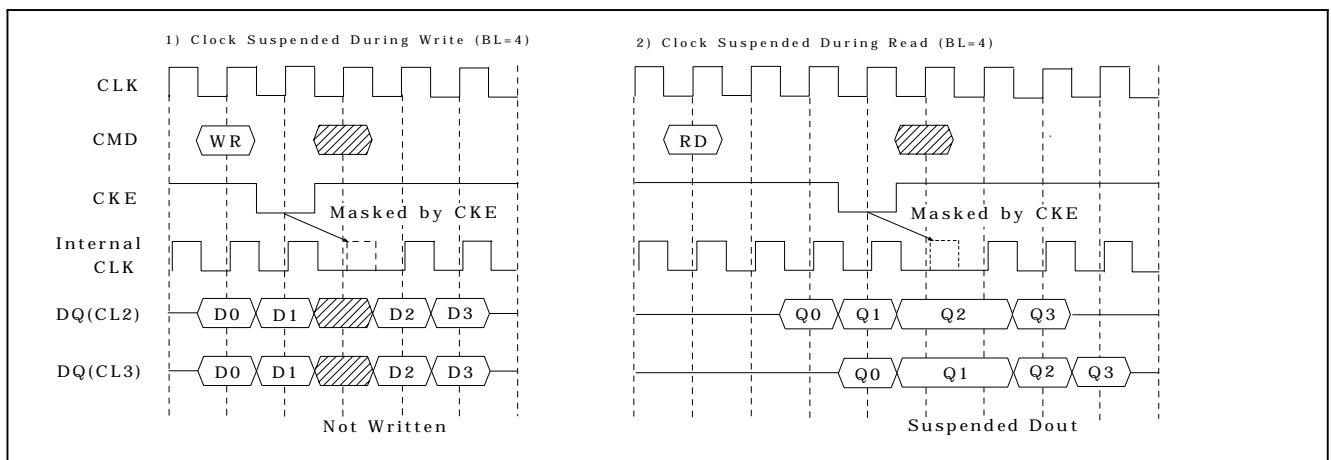 1) Clock Suspended During Write (BL=4)
2) Clock Suspended During Read (BL=4)
CLK
CMD
WR
RD
CKE
Masked by CKE
Masked by CKE
Internal
CLK
DQ(CL2)
D0 D1 D2 D3
Q0 Q1 Q2 Q3
DQ(CL3)
D0 D1 D2 D3
Q0 Q1 Q2 Q3
Not Written
Suspended Dout